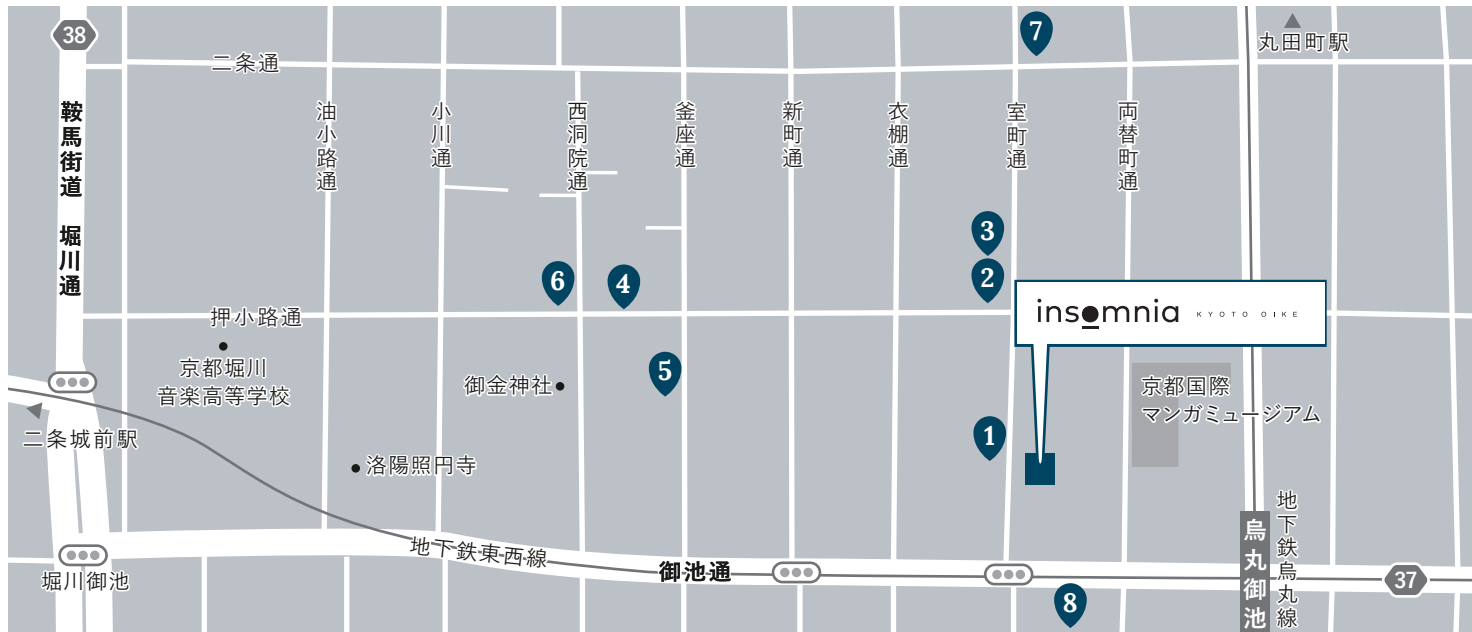 38
7
丸田町駅
二条通
鞍馬街道 堀川通
油小路通
小川通
西洞院通
釜座通
新町通
衣棚通
室町通
両替町通
3
2
6
4
insomnia KYOTO OIKE
押小路通
京都堀川
音楽高等学校
5
御金神社
京都国際
マンガミュージアム
二条城前駅
1
洛陽照円寺
地下鉄烏丸線
烏丸御池
地下鉄東西線
御池通
堀川御池
37
8